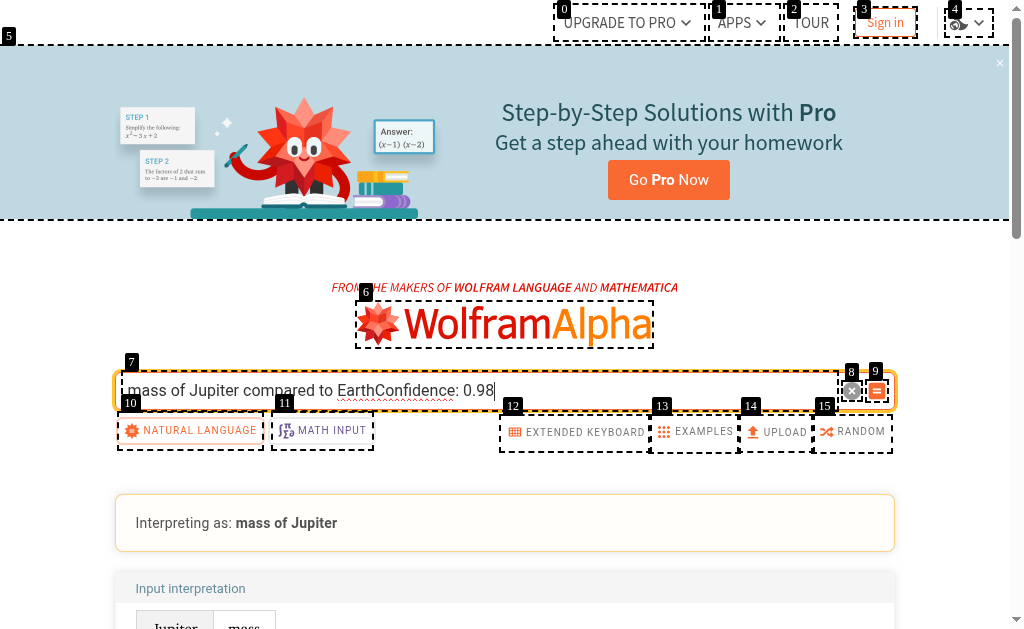 0
UPGRADE TO PRO
1
APPS
2
TOUR
3
Sign in
4
5
×
STEP 1
Simplify the following:
x²− 3 x + 2
STEP 2
The factors of 2 that sum
to −3 are −1 and −2.
Answer:
(x−1) (x−2)
Step-by-Step Solutions with Pro
Get a step ahead with your homework
Go Pro Now
FROM THE MAKERS OF WOLFRAM LANGUAGE AND MATHEMATICA
6
WolframAlpha
7
mass of Jupiter compared to EarthConfidence: 0.98
8
9
10
NATURAL LANGUAGE
11
MATH INPUT
12
EXTENDED KEYBOARD
13
EXAMPLES
14
UPLOAD
15
RANDOM
Interpreting as: mass of Jupiter
Input interpretation
Jupiter mass